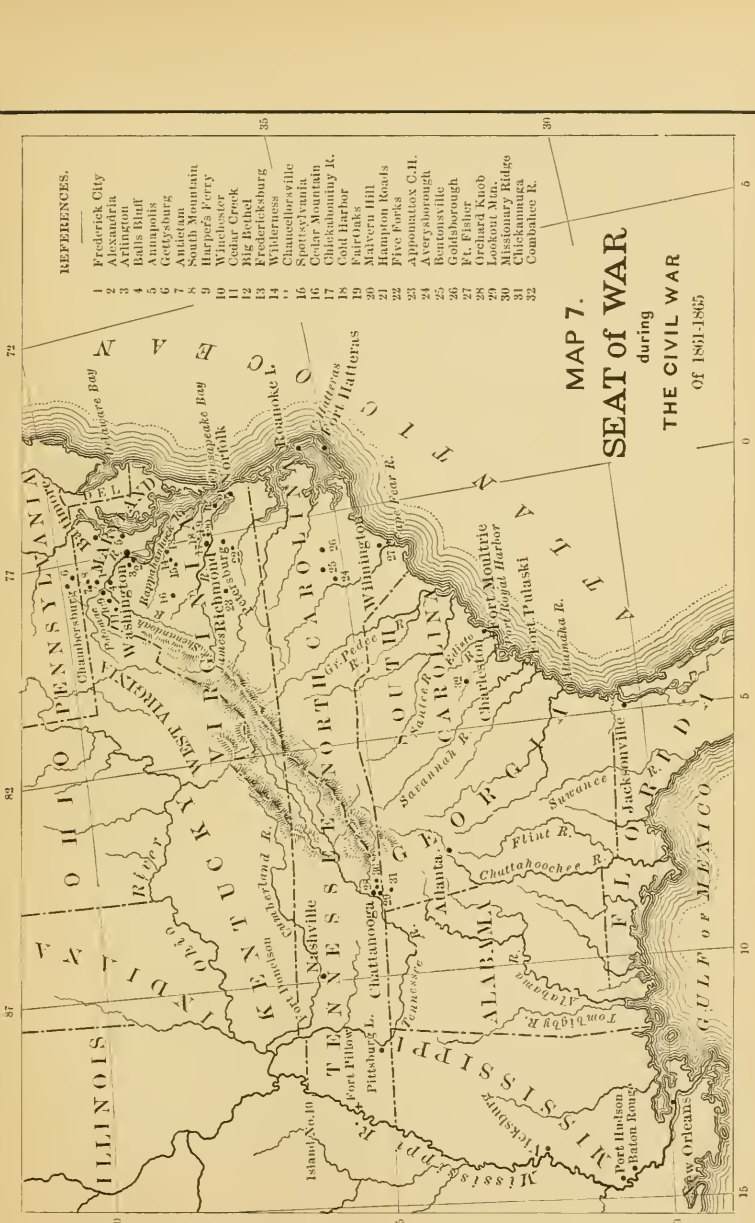 MAP 7.
SEAT of WAR
during
THE CIVIL WAR
Of 1861-1865
REFERENCES.
1 Frederick City
2 Alexandria
3 Arlington
4 Balls Bluff
5 Annapolis
6 Gettysburg
7 Antietam
8 South Mountain
9 Harper's Ferry
10 Winchester
11 Cedar Creek
12 Big Bethel
13 Fredericksburg
14 Wilderness
Chancellorsville
15 Spottsylvania
16 Cedar Mountain
17 Chickahominy R.
18 Cold Harbor
19 Fair Oaks
20 Malvern Hill
21 Hampton Roads
22 Five Forks
23 Appomattox C.H.
24 Averysborough
25 Bentonsville
26 Goldsborough
27 Ft. Fisher
28 Orchard Knob
29 Lookout Mtn.
30 Missionary Ridge
31 Chickamauga
32 Combahee R.
87
82
77
72
35
30
15
10
5
0
5
ILLINOIS
INDIANA
OHIO
PENNSYLVANIA
Chambersburg
Baltimore
DEL.
Delaware Bay
MARYLAND
Potomac
Washington
Rappahannock R.
Chesapeake Bay
Shenandoah
WEST VIRGINIA
VIRGINIA
James R.
Richmond
Petersburg
Norfolk
Ohio River
KENTUCKY
Cumberland R.
Fort Donnelson
Nashville
TENNESSEE
Island No. 10
Fort Pillow
Pittsburg L.
Chattanooga
Tennessee R.
NORTH CAROLINA
Roanoke I.
C. Hatteras
Fort Hatteras
Wilmington
Cape Fear R.
Gr. Pedee R.
SOUTH CAROLINA
Santee R.
Edisto R.
Charleston
Fort Moultrie
Port Royal Harbor
Fort Pulaski
Savannah R.
Altamaha R.
GEORGIA
Atlanta
Flint R.
Chattahoochee R.
Suwanee R.
ALABAMA
Alabama R.
Tombigby R.
MISSISSIPPI
Mississippi R.
Vicksburg
Port Hudson
Baton Rouge
New Orleans
FLORIDA
Jacksonville
GULF OF MEXICO
ATLANTIC OCEAN